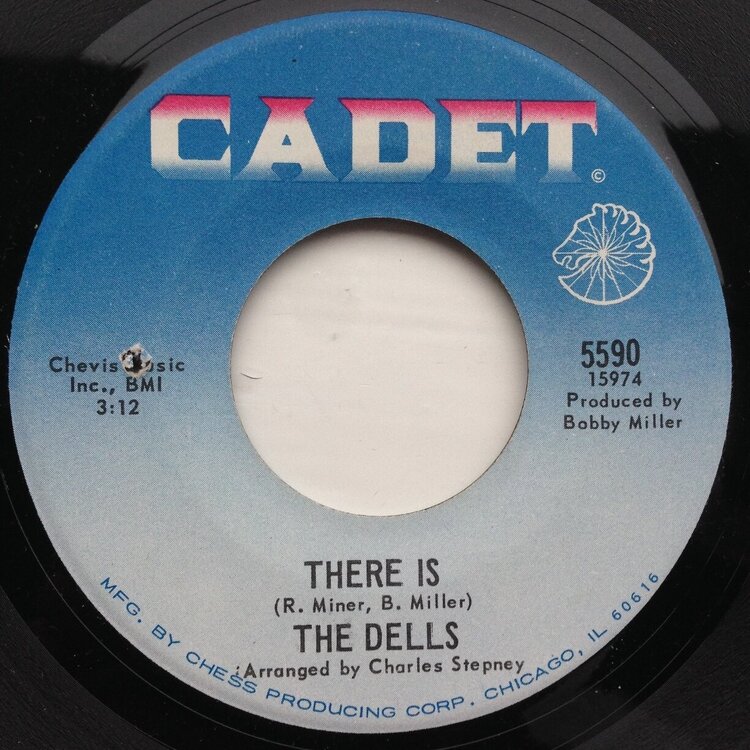 CADET
©
Chevis
Inc., BMI
3:12
5590
15974
Produced by
Bobby Miller
THERE IS
(R. Miner, B. Miller)
THE DELLS
Arranged by Charles Stepney
MFG. BY CHESS PRODUCING CORP. CHICAGO, IL 60616